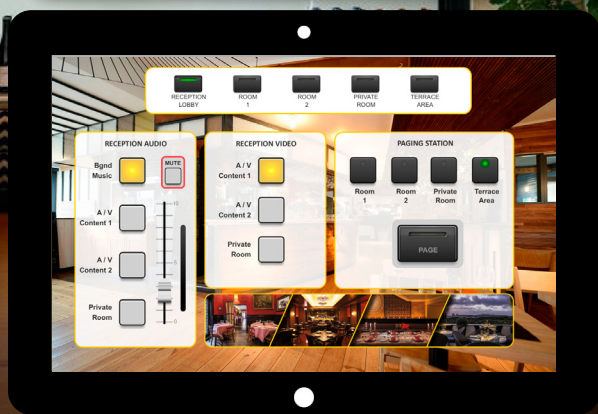 RECEPTION
LOBBY
ROOM
1
ROOM
2
PRIVATE
ROOM
TERRACE
AREA
RECEPTION AUDIO
Bgnd
Music
MUTE
A / V
Content 1
A / V
Content 2
Private
Room
10
5
0
RECEPTION VIDEO
A / V
Content 1
A / V
Content 2
Private
Room
PAGING STATION
Room
1
Room
2
Private
Room
Terrace
Area
PAGE